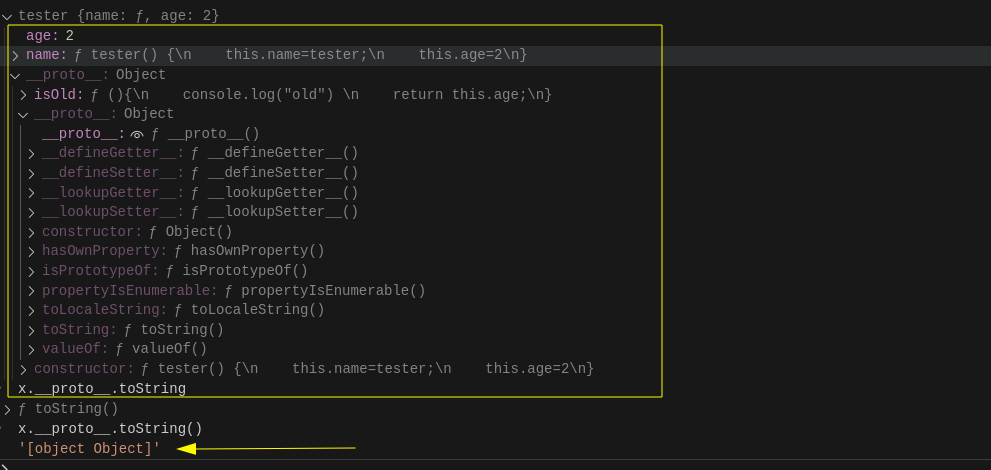 tester {name: ƒ, age: 2}
age: 2
name: ƒ tester() {\n    this.name=tester;\n    this.age=2\n}
__proto__: Object
isOld: ƒ (){\n    console.log("old") \n    return this.age;\n}
__proto__: Object
__proto__: ƒ __proto__()
__defineGetter__: ƒ __defineGetter__()
__defineSetter__: ƒ __defineSetter__()
__lookupGetter__: ƒ __lookupGetter__()
__lookupSetter__: ƒ __lookupSetter__()
constructor: ƒ Object()
hasOwnProperty: ƒ hasOwnProperty()
isPrototypeOf: ƒ isPrototypeOf()
propertyIsEnumerable: ƒ propertyIsEnumerable()
toLocaleString: ƒ toLocaleString()
toString: ƒ toString()
valueOf: ƒ valueOf()
constructor: ƒ tester() {\n    this.name=tester;\n    this.age=2\n}
x.__proto__.toString
ƒ toString()
x.__proto__.toString()
'[object Object]'